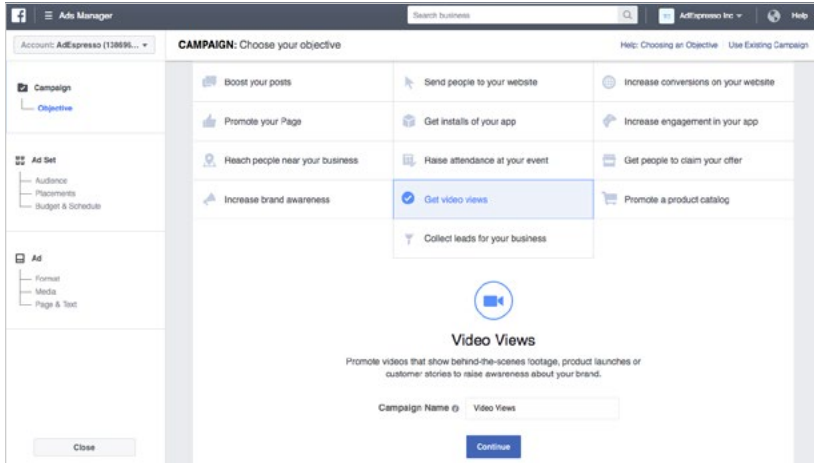 Ads Manager
Search business
AdEspresso Inc
Help
Account: AdEspresso (138695...
CAMPAIGN: Choose your objective
Help: Choosing an Objective
Use Existing Campaign
Campaign
Objective
Ad Set
Audience
Placements
Budget & Schedule
Ad
Format
Media
Page & Text
Close
Boost your posts
Send people to your website
Increase conversions on your website
Promote your Page
Get installs of your app
Increase engagement in your app
Reach people near your business
Raise attendance at your event
Get people to claim your offer
Increase brand awareness
Get video views
Promote a product catalog
Collect leads for your business
Video Views
Promote videos that show behind-the-scenes footage, product launches or
customer stories to raise awareness about your brand.
Campaign Name
Video Views
Continue